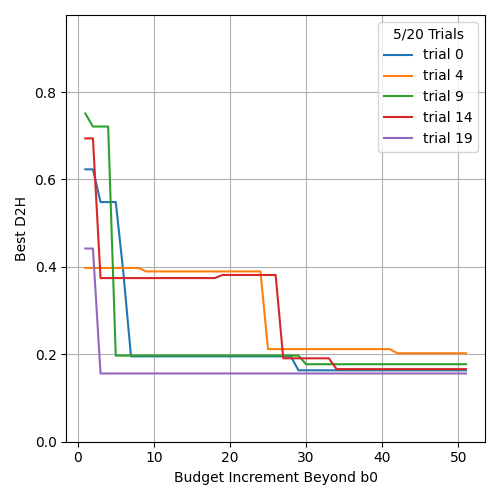 5/20 Trials
trial 0
trial 4
trial 9
trial 14
trial 19
Best D2H
0.8
0.6
0.4
0.2
0.0
0 10 20 30 40 50
Budget Increment Beyond b0